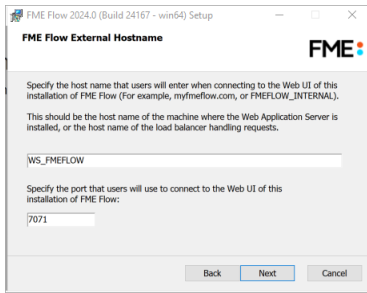 FME Flow 2024.0 (Build 24167 - win64) Setup
FME Flow External Hostname
FME
Specify the host name that users will enter when connecting to the Web UI of this
installation of FME Flow (For example, myfmeflow.com, or FMEFLOW_INTERNAL).
This should be the host name of the machine where the Web Application Server is
installed, or the host name of the load balancer handling requests.
WS_FMEFLOW
Specify the port that users will use to connect to the Web UI of this
installation of FME Flow:
7071
Back Next Cancel